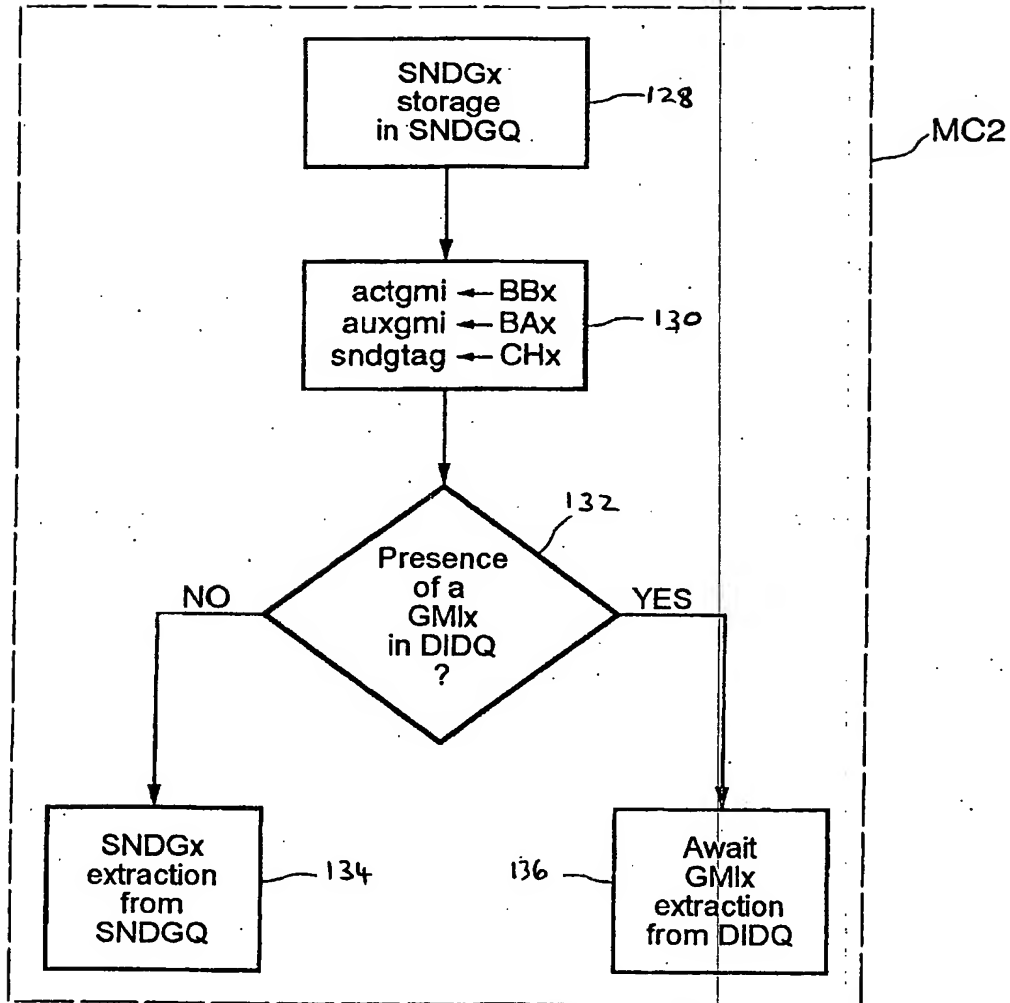 SNDGx
storage
in SNDGQ
128
MC2
actgmi ← BBx
auxgmi ← BAx
sndgtag ← CHx
130
132
Presence
of a
GMIx
in DIDQ
?
NO
YES
SNDGx
extraction
from
SNDGQ
134
136
Await
GMIx
extraction
from DIDQ